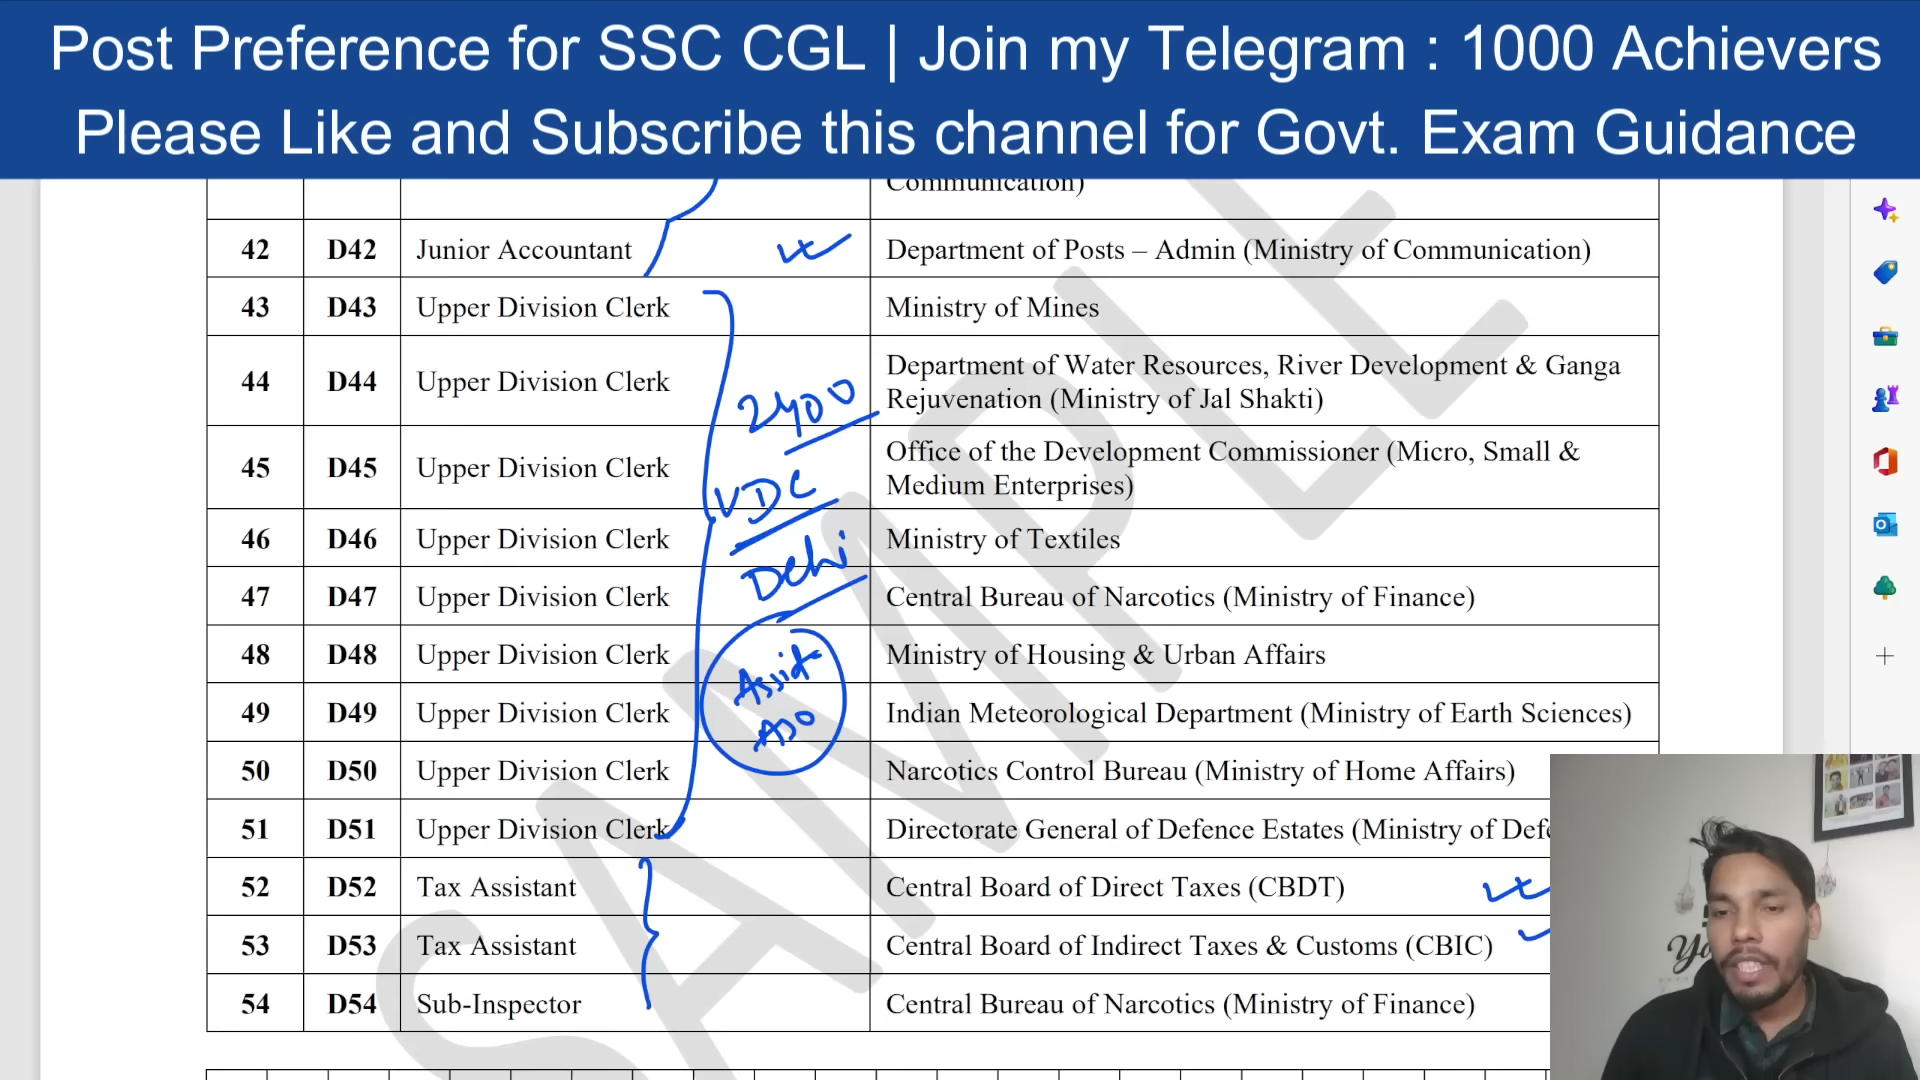 Post Preference for SSC CGL | Join my Telegram : 1000 Achievers
Please Like and Subscribe this channel for Govt. Exam Guidance
Communication)
42 D42 Junior Accountant Department of Posts – Admin (Ministry of Communication)
43 D43 Upper Division Clerk Ministry of Mines
44 D44 Upper Division Clerk Department of Water Resources, River Development & Ganga
Rejuvenation (Ministry of Jal Shakti)
2400
45 D45 Upper Division Clerk Office of the Development Commissioner (Micro, Small &
Medium Enterprises)
UDC
46 D46 Upper Division Clerk Ministry of Textiles
Delhi
47 D47 Upper Division Clerk Central Bureau of Narcotics (Ministry of Finance)
48 D48 Upper Division Clerk Ministry of Housing & Urban Affairs
Assist
49 D49 Upper Division Clerk Indian Meteorological Department (Ministry of Earth Sciences)
ASO
50 D50 Upper Division Clerk Narcotics Control Bureau (Ministry of Home Affairs)
51 D51 Upper Division Clerk Directorate General of Defence Estates (Ministry of Defe
52 D52 Tax Assistant Central Board of Direct Taxes (CBDT)
53 D53 Tax Assistant Central Board of Indirect Taxes & Customs (CBIC)
54 D54 Sub-Inspector Central Bureau of Narcotics (Ministry of Finance)
SAMPLE